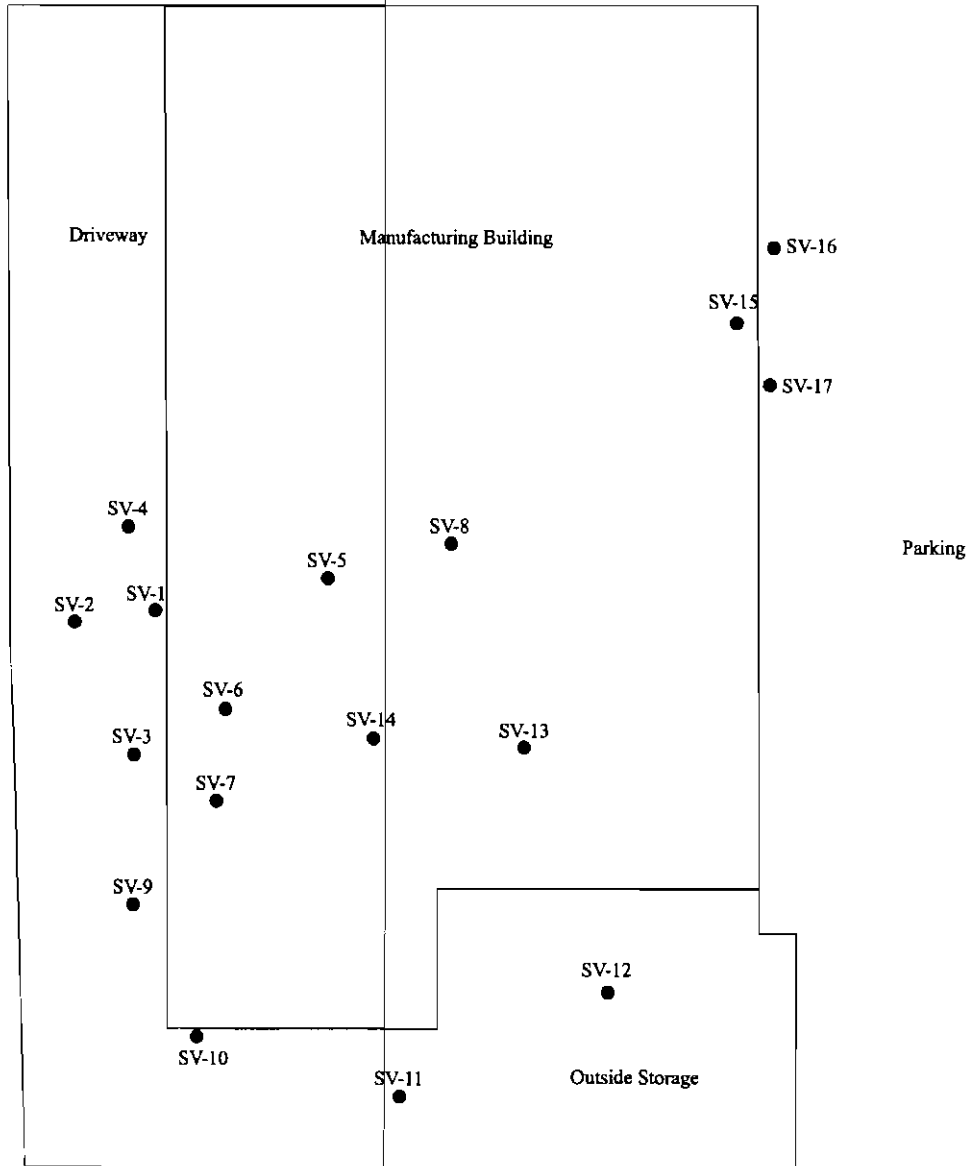 Driveway
Manufacturing Building
SV-16
SV-15
SV-17
SV-4
SV-8
Parking
SV-5
SV-1
SV-2
SV-6
SV-14
SV-13
SV-3
SV-7
SV-9
SV-12
SV-10
SV-11
Outside Storage